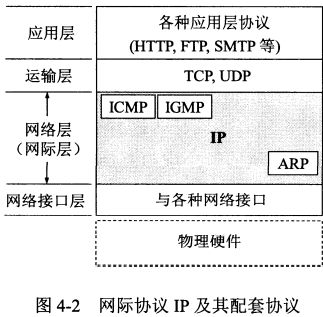 应用层
各种应用层协议
(HTTP, FTP, SMTP 等)
运输层
TCP, UDP
网络层
（网际层）
ICMP
IGMP
IP
ARP
网络接口层
与各种网络接口
物理硬件
图 4-2 网际协议 IP 及其配套协议